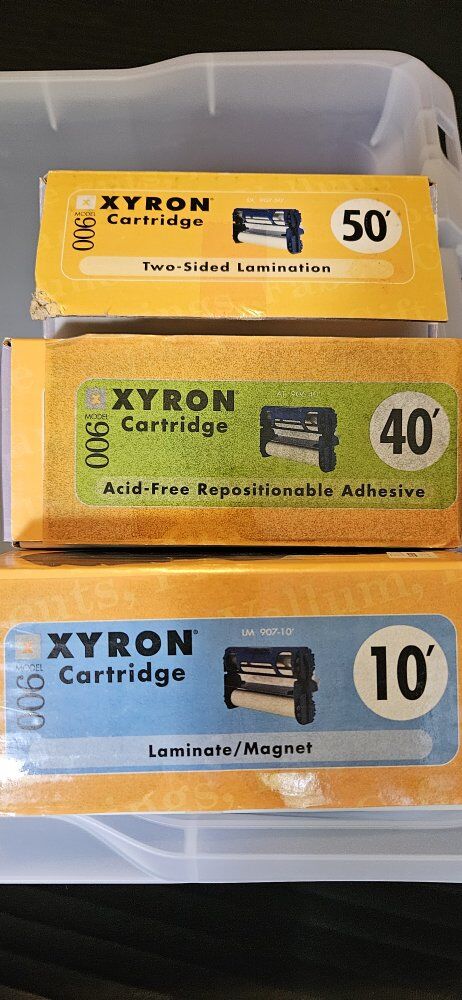 XYRON®
MODEL
900
Cartridge
50'
Two-Sided Lamination
XYRON®
MODEL
900
Cartridge
40'
Acid-Free Repositionable Adhesive
XYRON®
LM 907-10'
MODEL
900
Cartridge
10'
Laminate/Magnet